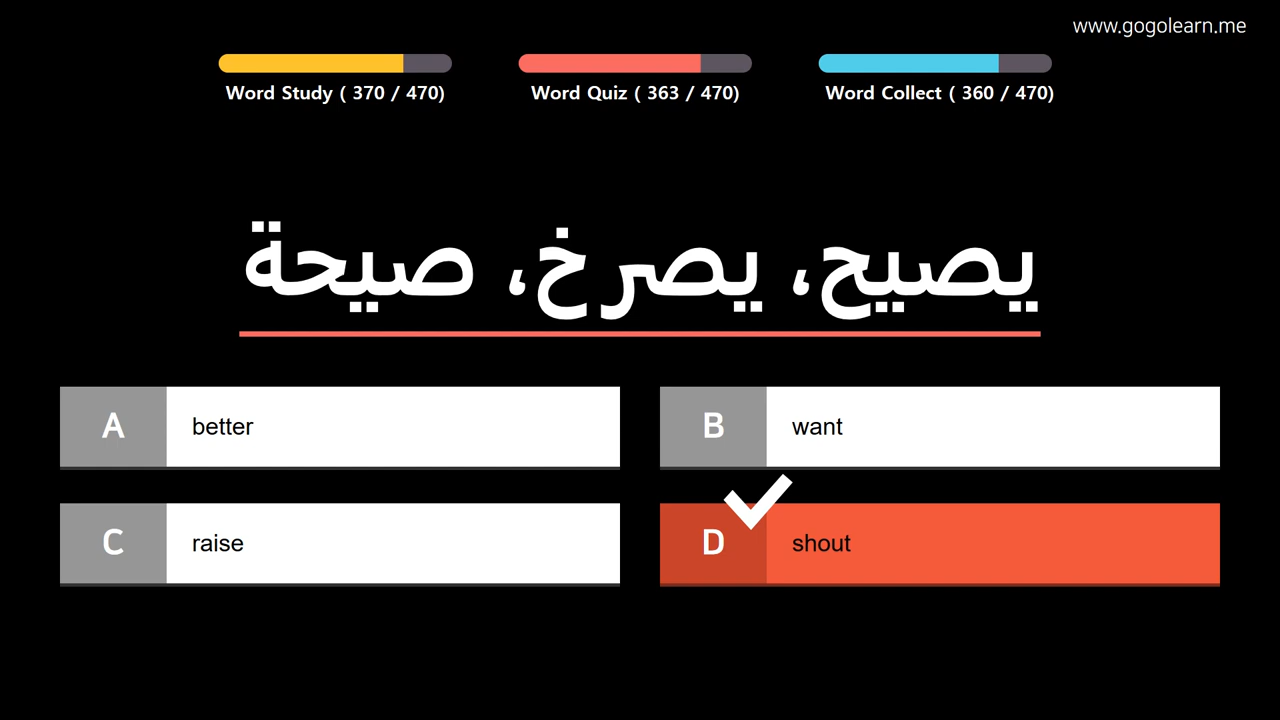 www.gogolearn.me
Word Study ( 370 / 470)
Word Quiz ( 363 / 470)
Word Collect ( 360 / 470)
يصيح، يصرخ، صيحة
A better
B want
C raise
D shout